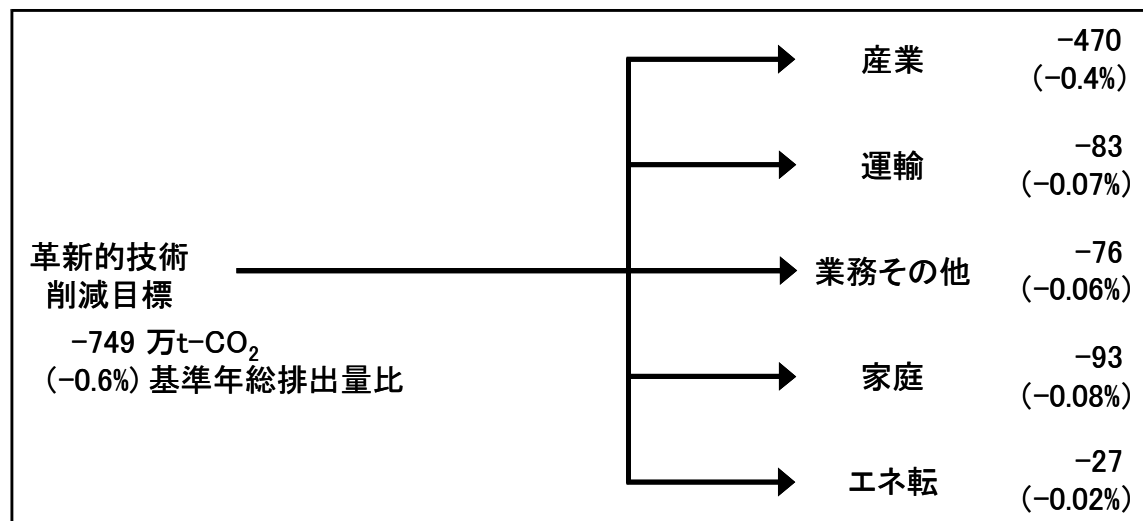 革新的技術
削減目標
-749 万t-CO₂
(-0.6%) 基準年総排出量比
産業
-470
(-0.4%)
運輸
-83
(-0.07%)
業務その他
-76
(-0.06%)
家庭
-93
(-0.08%)
エネ転
-27
(-0.02%)